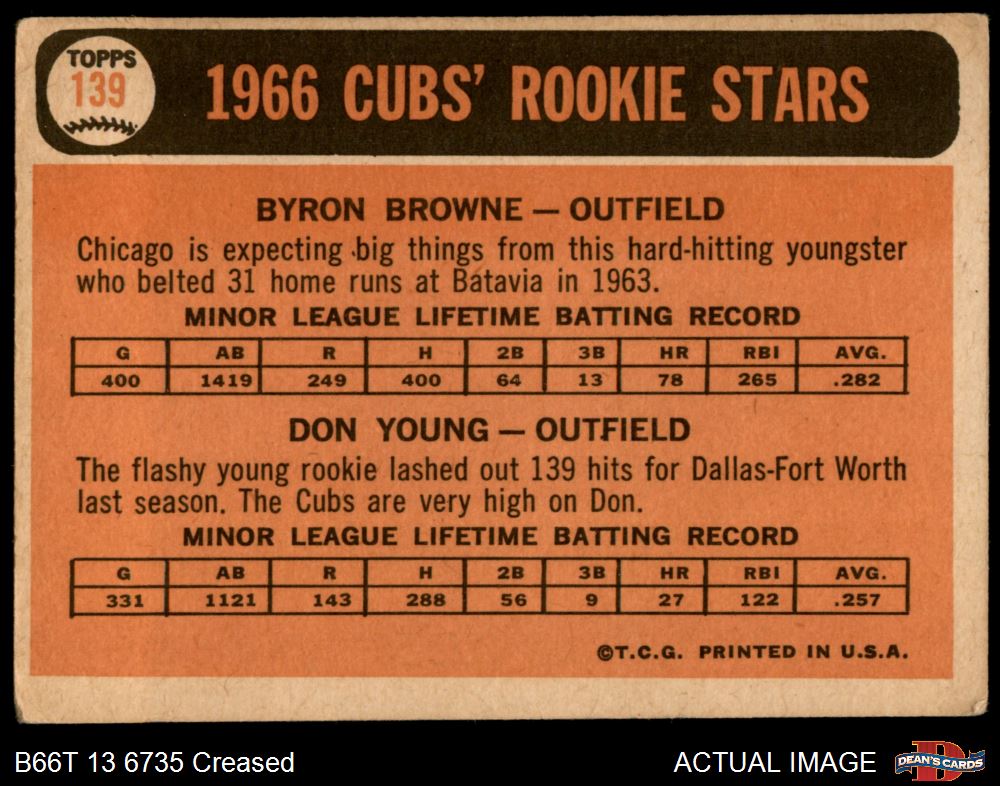 TOPPS
139
1966 CUBS' ROOKIE STARS
BYRON BROWNE — OUTFIELD
Chicago is expecting big things from this hard-hitting youngster
who belted 31 home runs at Batavia in 1963.
MINOR LEAGUE LIFETIME BATTING RECORD
G AB R H 2B 3B HR RBI AVG.
400 1419 249 400 64 13 78 265 .282
DON YOUNG — OUTFIELD
The flashy young rookie lashed out 139 hits for Dallas-Fort Worth
last season. The Cubs are very high on Don.
MINOR LEAGUE LIFETIME BATTING RECORD
G AB R H 2B 3B HR RBI AVG.
331 1121 143 288 56 9 27 122 .257
©T.C.G. PRINTED IN U.S.A.
B66T 13 6735 Creased
ACTUAL IMAGE
D
DEAN'S CARDS